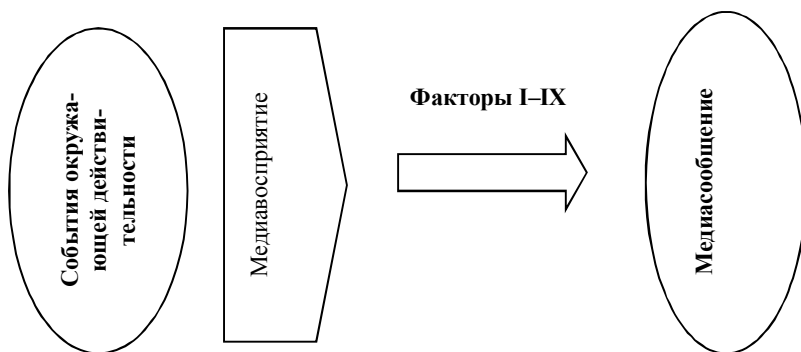 События окружа-
ющей действи-
тельности
Медиавосприятие
Факторы I–IX
Медиасообщение